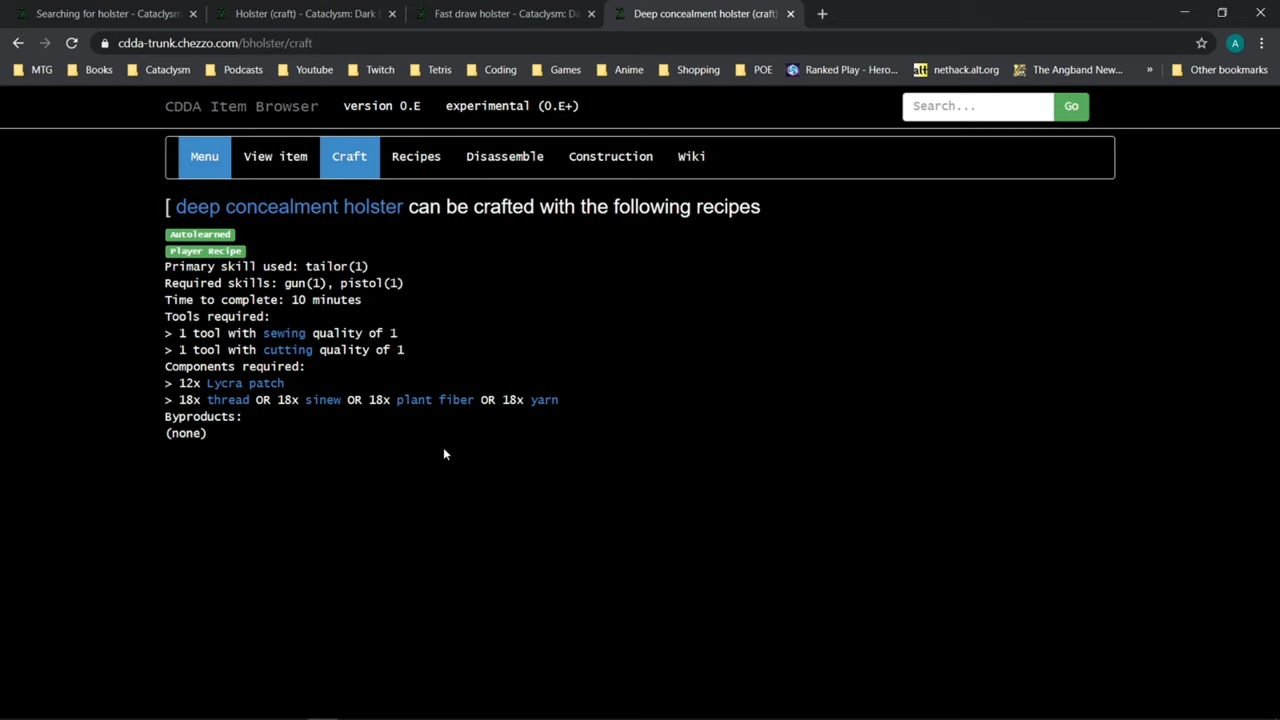 Searching for holster - Cataclysm
Holster (craft) - Cataclysm: Dark
Fast draw holster - Cataclysm: Da
Deep concealment holster (craft)
cdda-trunk.chezzo.com/bholster/craft
A
MTG
Books
Cataclysm
Podcasts
Youtube
Twitch
Tetris
Coding
Games
Anime
Shopping
POE
Ranked Play - Hero...
alt nethack.alt.org
The Angband New...
»
Other bookmarks
CDDA Item Browser
version 0.E
experimental (0.E+)
Search...
Go
Menu
View item
Craft
Recipes
Disassemble
Construction
Wiki
[ deep concealment holster can be crafted with the following recipes
Autolearned
Player Recipe
Primary skill used: tailor(1)
Required skills: gun(1), pistol(1)
Time to complete: 10 minutes
Tools required:
> 1 tool with sewing quality of 1
> 1 tool with cutting quality of 1
Components required:
> 12x Lycra patch
> 18x thread OR 18x sinew OR 18x plant fiber OR 18x yarn
Byproducts:
(none)